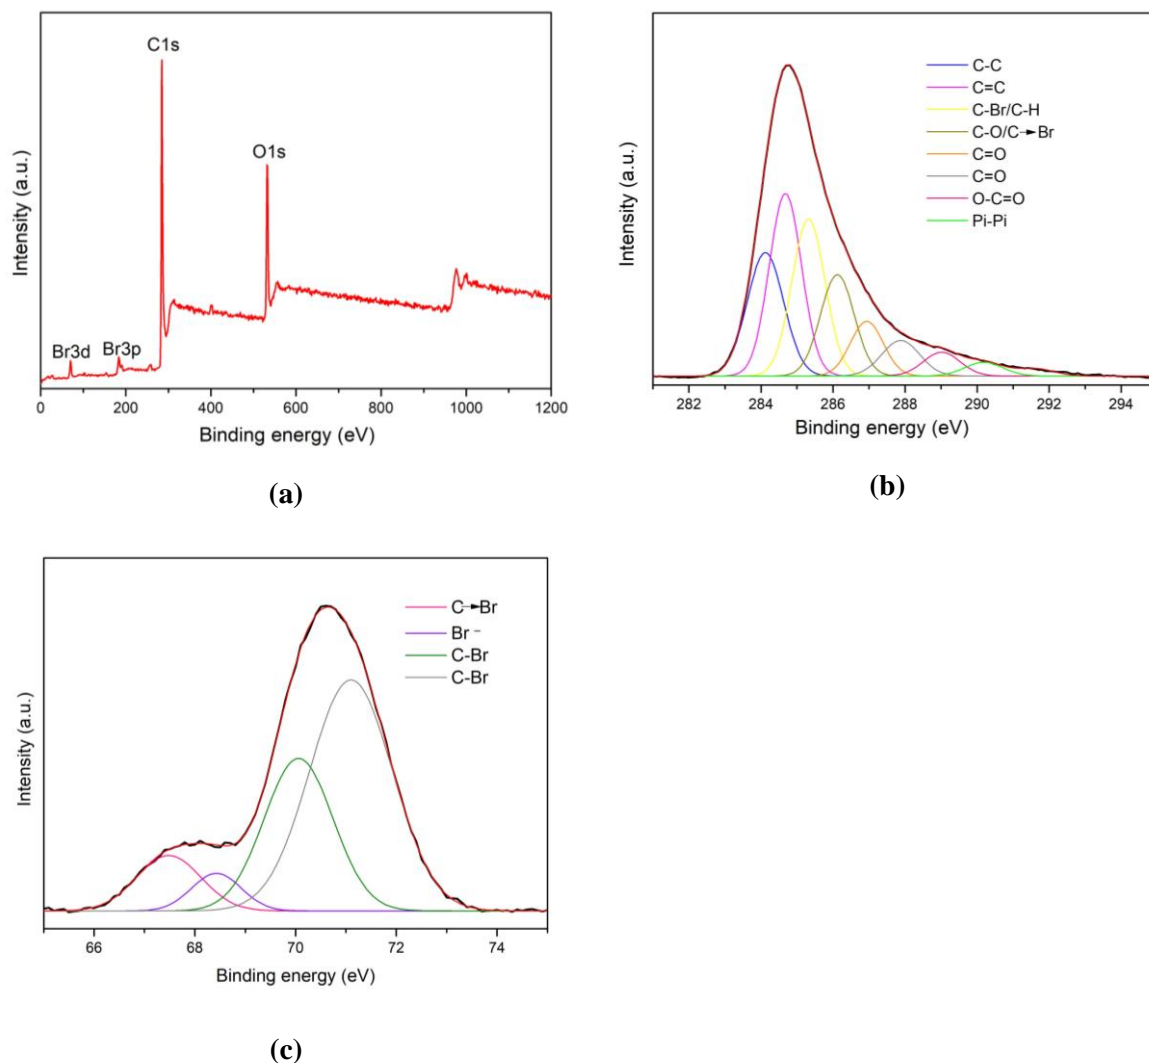 C1s
O1s
Br3d
Br3p
Intensity (a.u.)
0 200 400 600 800 1000 1200
Binding energy (eV)
(a)
C-C
C=C
C-Br/C-H
C-O/C→Br
C=O
C=O
O-C=O
Pi-Pi
Intensity (a.u.)
282 284 286 288 290 292 294
Binding energy (eV)
(b)
C→Br
Br⁻
C-Br
C-Br
Intensity (a.u.)
66 68 70 72 74
Binding energy (eV)
(c)